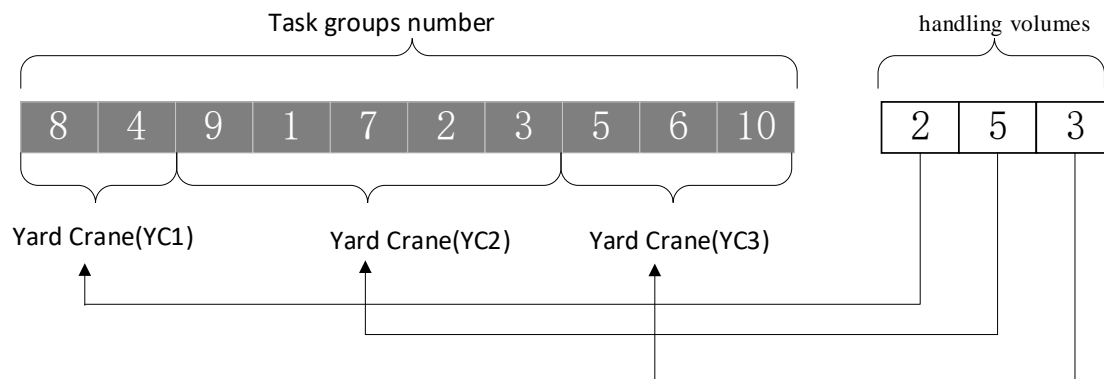 Task groups number
handling volumes
8 4 9 1 7 2 3 5 6 10
2 5 3
Yard Crane(YC1)
Yard Crane(YC2)
Yard Crane(YC3)